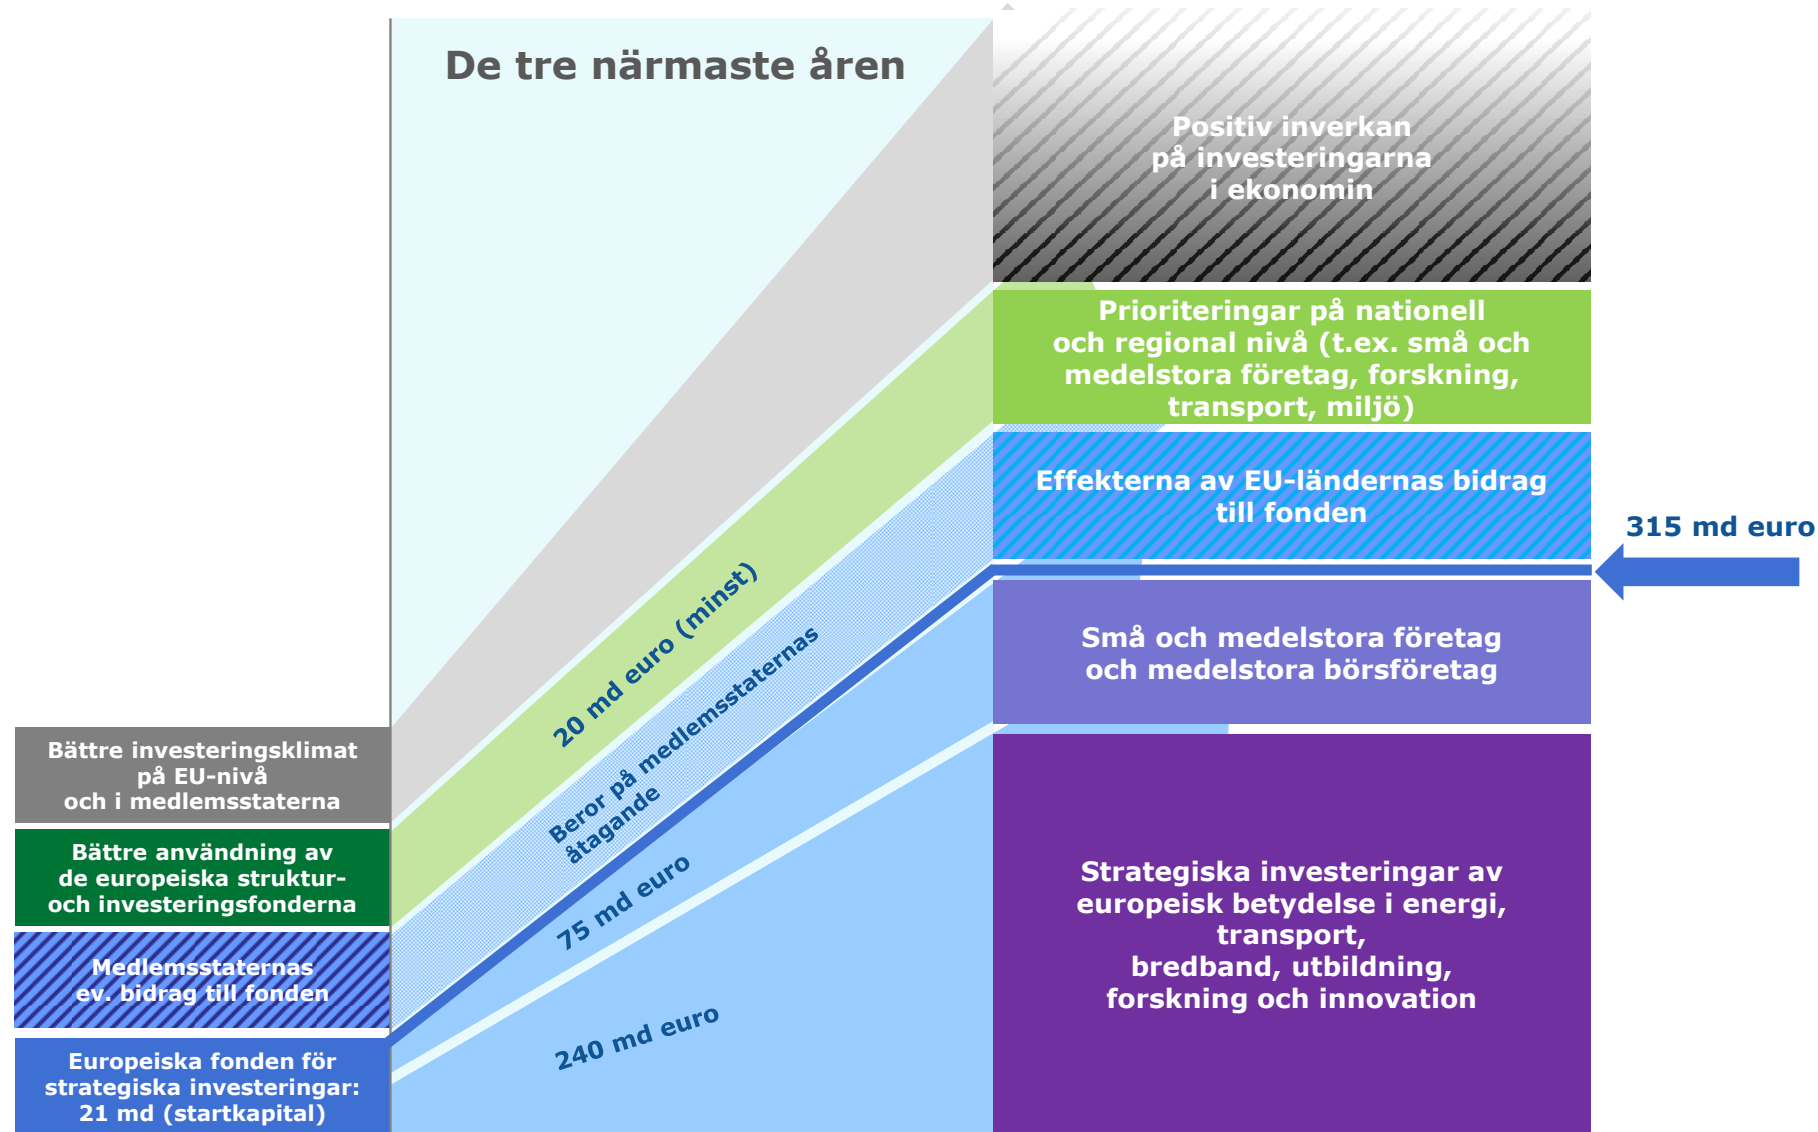 De tre närmaste åren
Positiv inverkan
på investeringarna
i ekonomin
Prioriteringar på nationell
och regional nivå (t.ex. små och
medelstora företag, forskning,
transport, miljö)
Effekterna av EU-ländernas bidrag
till fonden
315 md euro
Små och medelstora företag
och medelstora börsföretag
Strategiska investeringar av
europeisk betydelse i energi,
transport,
bredband, utbildning,
forskning och innovation
20 md euro (minst)
Beror på medlemsstaternas
åtagande
75 md euro
240 md euro
Bättre investeringsklimat
på EU-nivå
och i medlemsstaterna
Bättre användning av
de europeiska struktur-
och investeringsfonderna
Medlemsstaternas
ev. bidrag till fonden
Europeiska fonden för
strategiska investeringar:
21 md (startkapital)